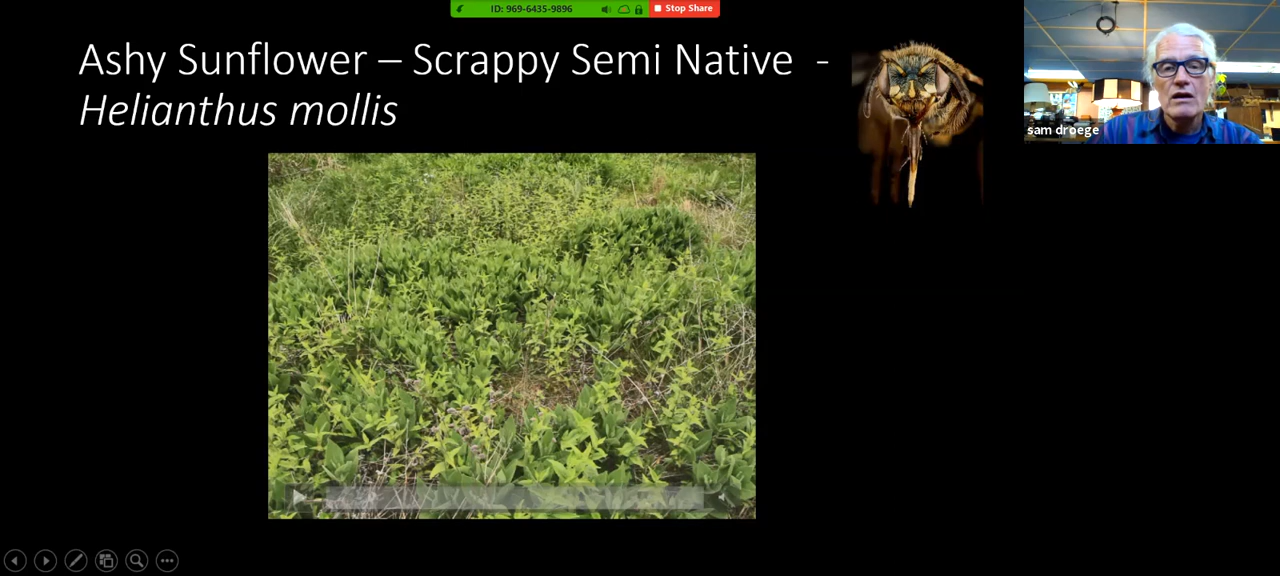 ID: 969-6435-9896
Stop Share
Ashy Sunflower – Scrappy Semi Native -
Helianthus mollis
sam droege